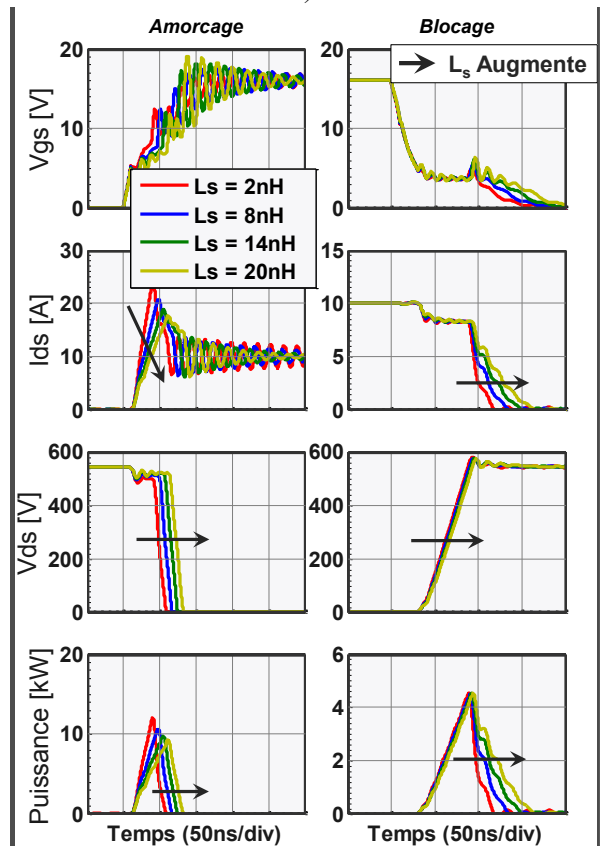 Amorcage
Blocage
Vgs [V]
20
10
0
20
10
0
Ls Augmente
Ls = 2nH
Ls = 8nH
Ls = 14nH
Ls = 20nH
Ids [A]
30
20
10
0
15
10
5
0
Vds [V]
600
400
200
0
600
400
200
0
Puissance [kW]
20
10
0
6
4
2
0
Temps (50ns/div)
Temps (50ns/div)